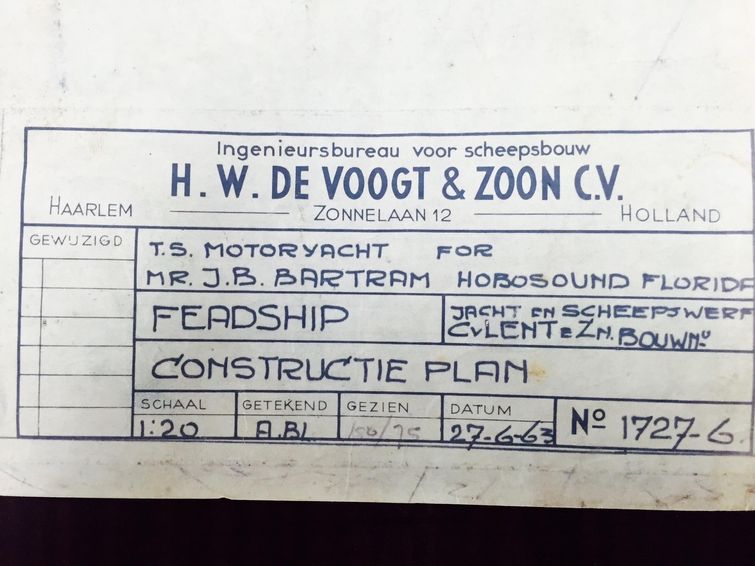 Ingenieursbureau voor scheepsbouw
H. W. DE VOOGT & ZOON C.V.
HAARLEM ZONNELAAN 12 HOLLAND
GEWIJZIGD
T.S. MOTORYACHT FOR
MR. J.B. BARTRAM HOBOSOUND FLORIDA
FEADSHIP
JACHT EN SCHEEPSWERF
C.V. LENT & ZN. BOUWNU
CONSTRUCTIE PLAN
SCHAAL GETEKEND GEZIEN DATUM
1:20 A.BL 27-6-63
No 1727-6.